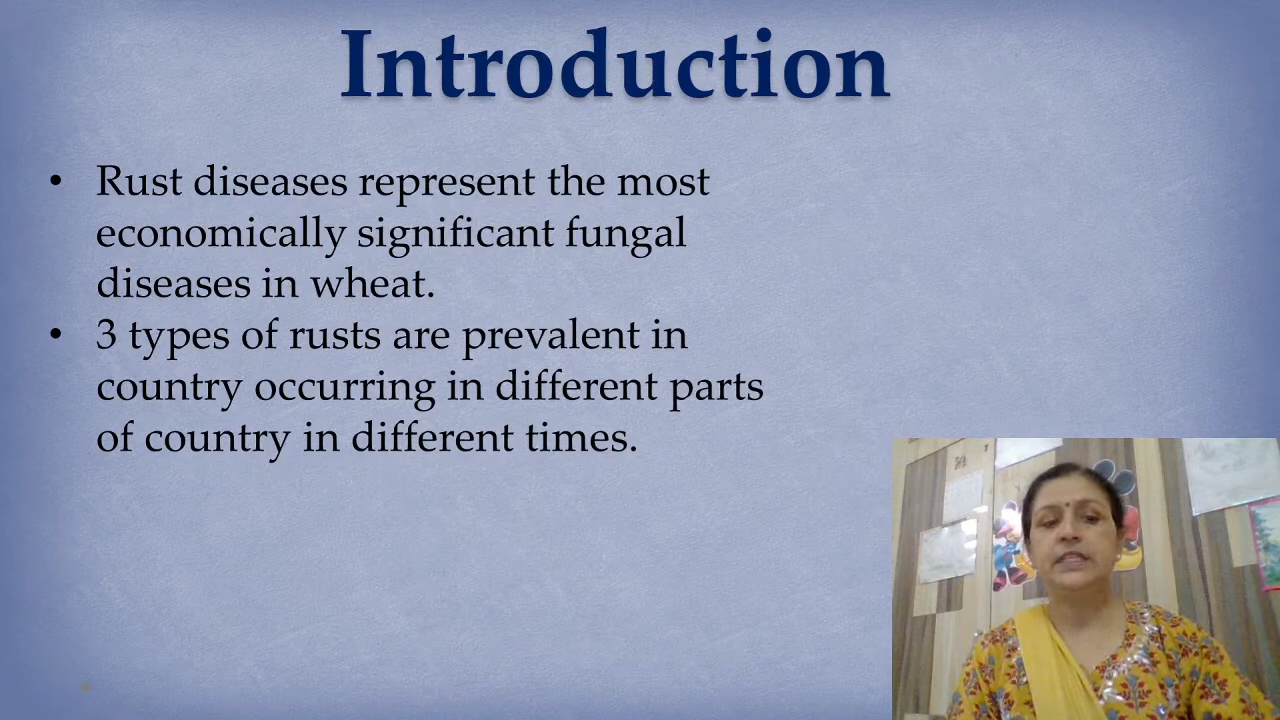 Introduction
• Rust diseases represent the most
economically significant fungal
diseases in wheat.
• 3 types of rusts are prevalent in
country occurring in different parts
of country in different times.